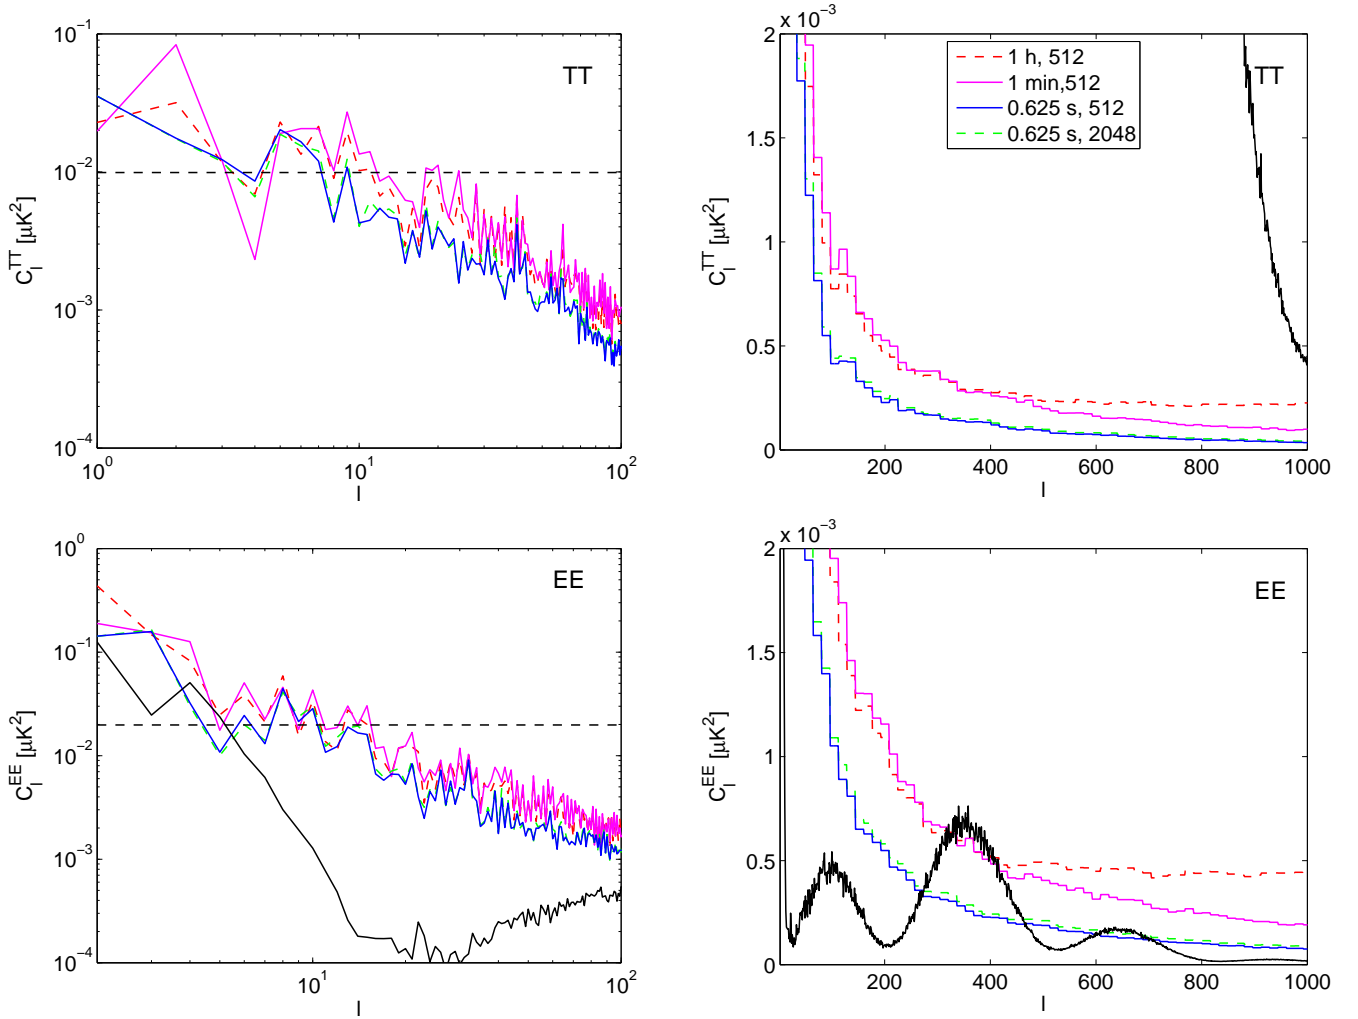 TT
10^-1
10^-2
10^-3
10^-4
10^0
10^1
10^2
l
C_l^TT [μK^2]
x 10^-3
TT
1 h, 512
1 min,512
0.625 s, 512
0.625 s, 2048
2
1.5
1
0.5
0
200
400
600
800
1000
l
C_l^TT [μK^2]
EE
10^0
10^-1
10^-2
10^-3
10^-4
10^1
10^2
l
C_l^EE [μK^2]
x 10^-3
EE
2
1.5
1
0.5
0
200
400
600
800
1000
l
C_l^EE [μK^2]